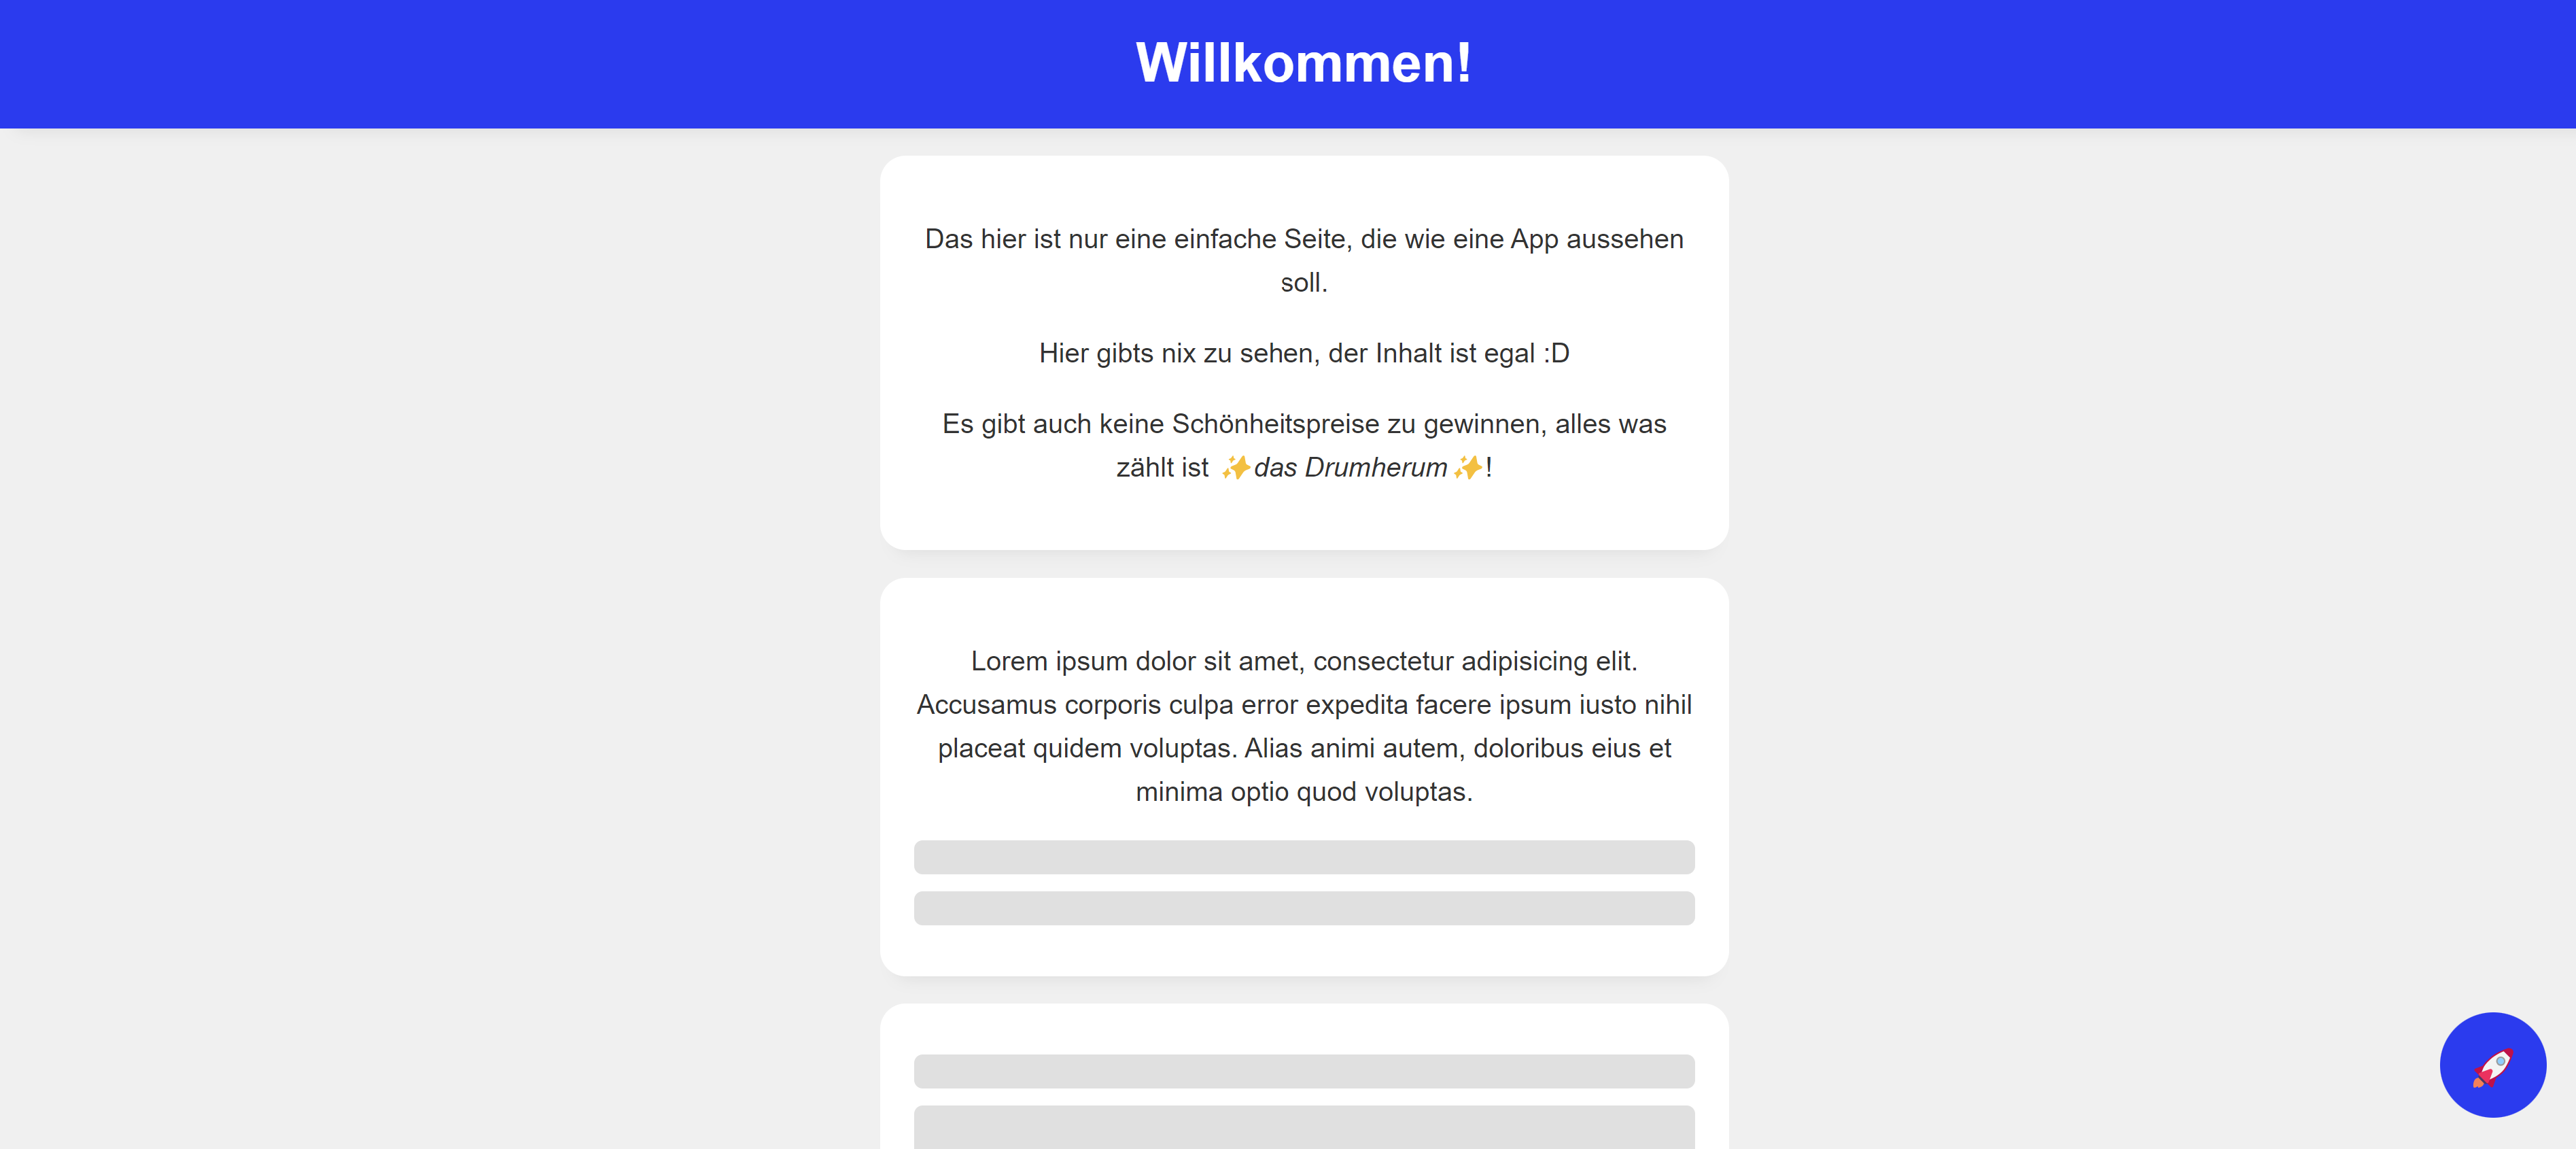 Willkommen!
Das hier ist nur eine einfache Seite, die wie eine App aussehen
soll.
Hier gibts nix zu sehen, der Inhalt ist egal :D
Es gibt auch keine Schönheitspreise zu gewinnen, alles was
zählt ist ✨das Drumherum✨!
Lorem ipsum dolor sit amet, consectetur adipisicing elit.
Accusamus corporis culpa error expedita facere ipsum iusto nihil
placeat quidem voluptas. Alias animi autem, doloribus eius et
minima optio quod voluptas.